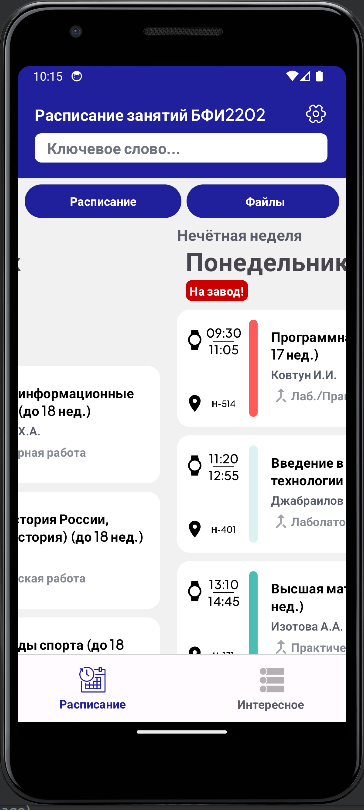 10:15
Расписание занятий БФИ2202
Ключевое слово...
Расписание
Файлы
информационные
(до 18 нед.)
Х.А.
рная работа
стория России,
стория) (до 18 нед.)
ская работа
ды спорта (до 18
Нечётная неделя
Понедельник
На завод!
09:30
11:05
Н-514
Программн
17 нед.)
Ковтун И.И.
Лаб./Пра
11:20
12:55
Н-401
Введение в
технологии
Джабраилов
Лаболато
13:10
14:45
Высшая мат
нед.)
Изотова А.А.
Практиче
Расписание
Интересное